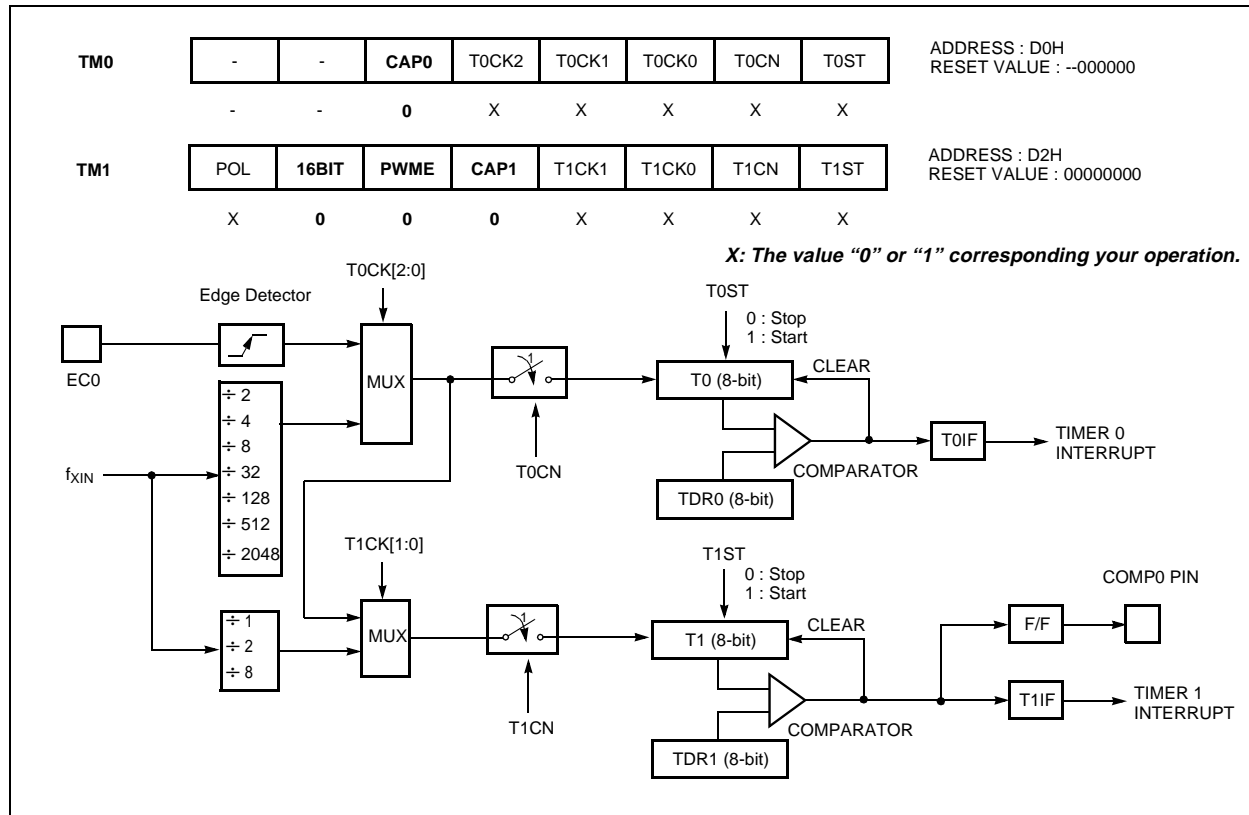 TM0 - - CAP0 T0CK2 T0CK1 T0CK0 T0CN T0ST
ADDRESS : D0H
RESET VALUE : --000000
- - 0 X X X X X
TM1 POL 16BIT PWME CAP1 T1CK1 T1CK0 T1CN T1ST
ADDRESS : D2H
RESET VALUE : 00000000
X 0 0 0 X X X X
X: The value “0” or “1” corresponding your operation.
T0CK[2:0]
Edge Detector
EC0
MUX
1
T0CN
T0ST
0 : Stop
1 : Start
T0 (8-bit)
CLEAR
COMPARATOR
TDR0 (8-bit)
T0IF
TIMER 0
INTERRUPT
fXIN
÷ 2
÷ 4
÷ 8
÷ 32
÷ 128
÷ 512
÷ 2048
T1CK[1:0]
÷ 1
÷ 2
÷ 8
MUX
1
T1CN
T1ST
0 : Stop
1 : Start
T1 (8-bit)
CLEAR
COMPARATOR
TDR1 (8-bit)
COMP0 PIN
F/F
T1IF
TIMER 1
INTERRUPT